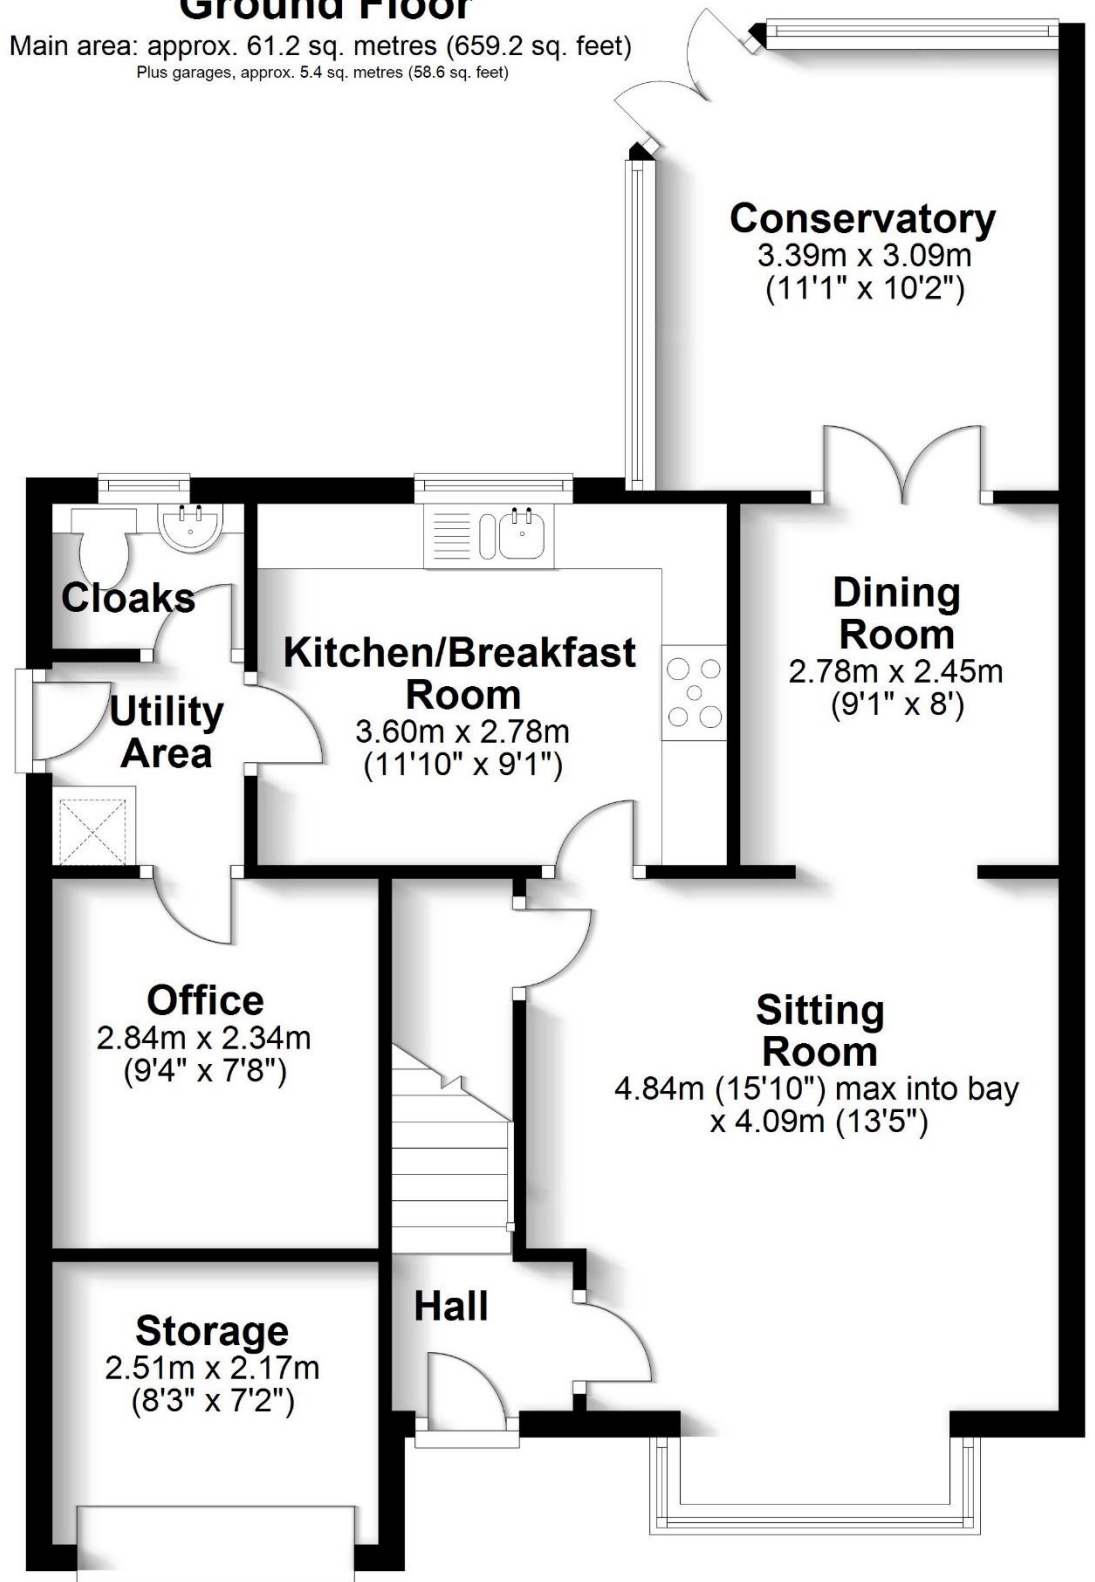 Ground Floor
Main area: approx. 61.2 sq. metres (659.2 sq. feet)
Plus garages, approx. 5.4 sq. metres (58.6 sq. feet)
Conservatory
3.39m x 3.09m
(11'1" x 10'2")
Cloaks
Kitchen/Breakfast
Room
3.60m x 2.78m
(11'10" x 9'1")
Dining
Room
2.78m x 2.45m
(9'1" x 8')
Utility
Area
Office
2.84m x 2.34m
(9'4" x 7'8")
Sitting
Room
4.84m (15'10") max into bay
x 4.09m (13'5")
Hall
Storage
2.51m x 2.17m
(8'3" x 7'2")